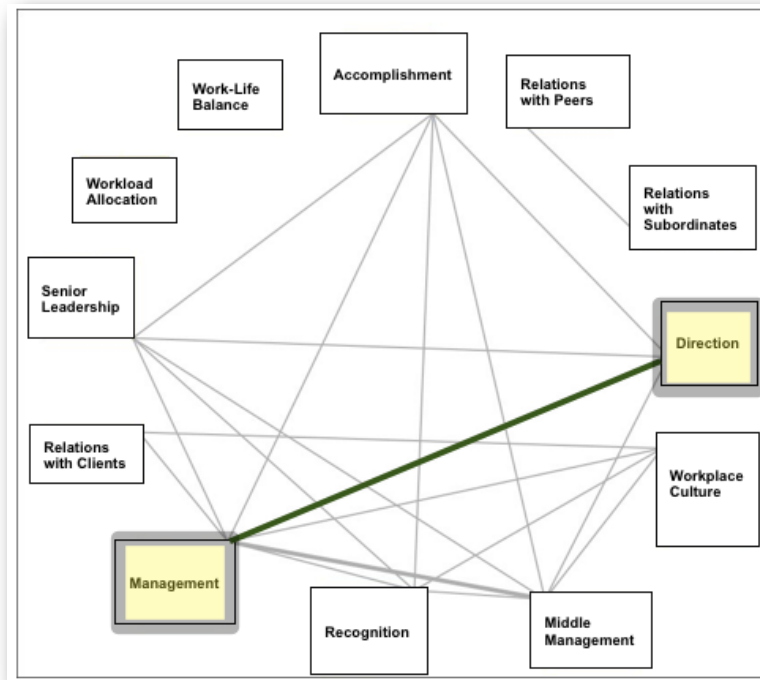 Accomplishment
Work-Life
Balance
Relations
with Peers
Workload
Allocation
Relations
with
Subordinates
Senior
Leadership
Direction
Relations
with Clients
Workplace
Culture
Management
Recognition
Middle
Management